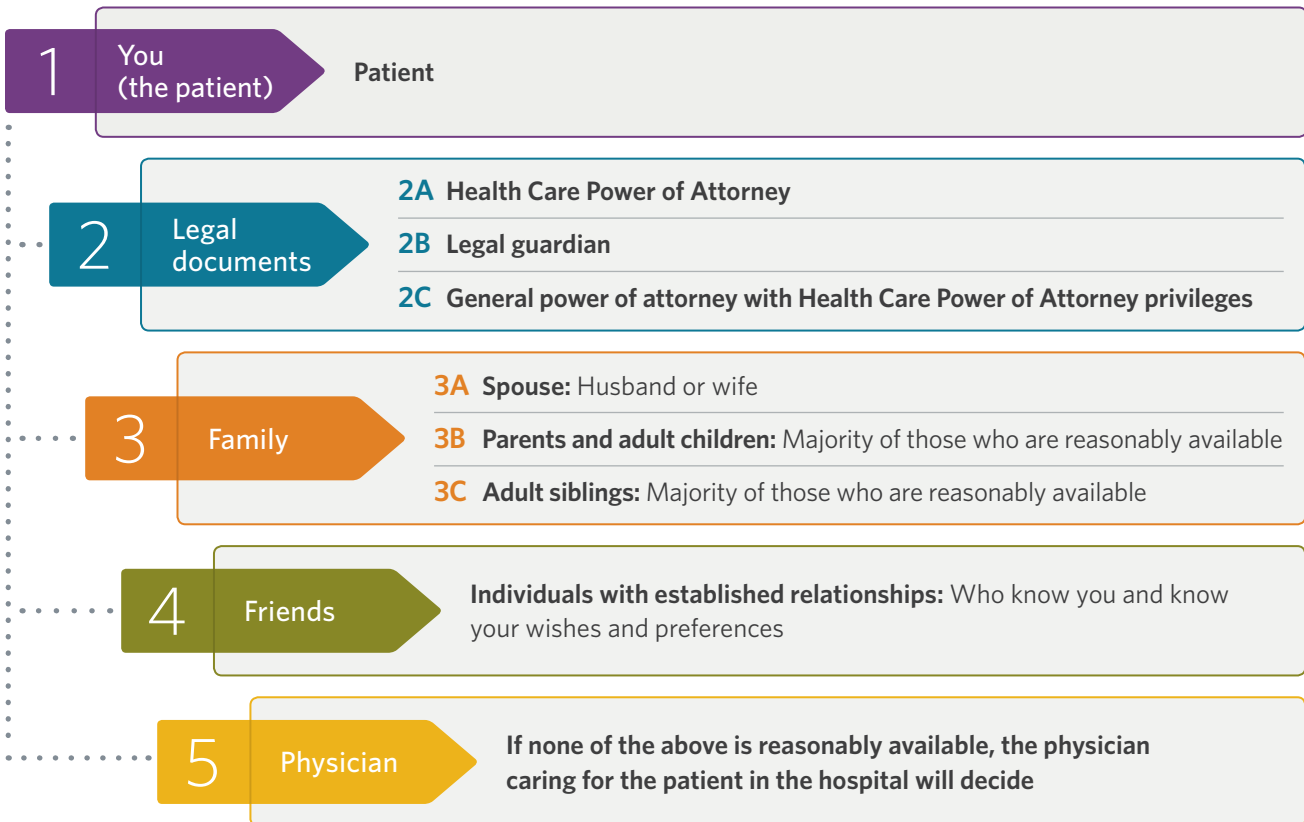 1 You
(the patient)
Patient
2 Legal
documents
2A Health Care Power of Attorney
2B Legal guardian
2C General power of attorney with Health Care Power of Attorney privileges
3 Family
3A Spouse: Husband or wife
3B Parents and adult children: Majority of those who are reasonably available
3C Adult siblings: Majority of those who are reasonably available
4 Friends
Individuals with established relationships: Who know you and know
your wishes and preferences
5 Physician
If none of the above is reasonably available, the physician
caring for the patient in the hospital will decide